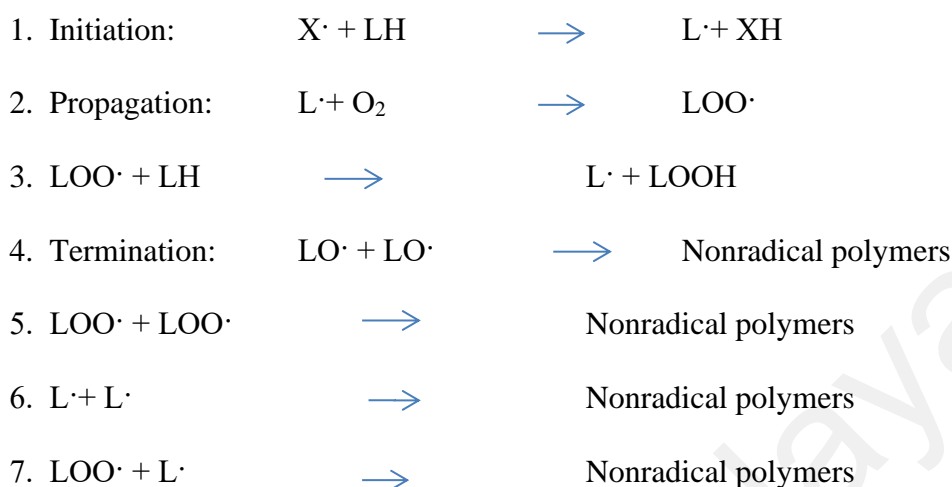 1. Initiation: X· + LH → L·+ XH
2. Propagation: L·+ O₂ → LOO·
3. LOO· + LH → L· + LOOH
4. Termination: LO· + LO· → Nonradical polymers
5. LOO· + LOO· → Nonradical polymers
6. L·+ L· → Nonradical polymers
7. LOO· + L· → Nonradical polymers